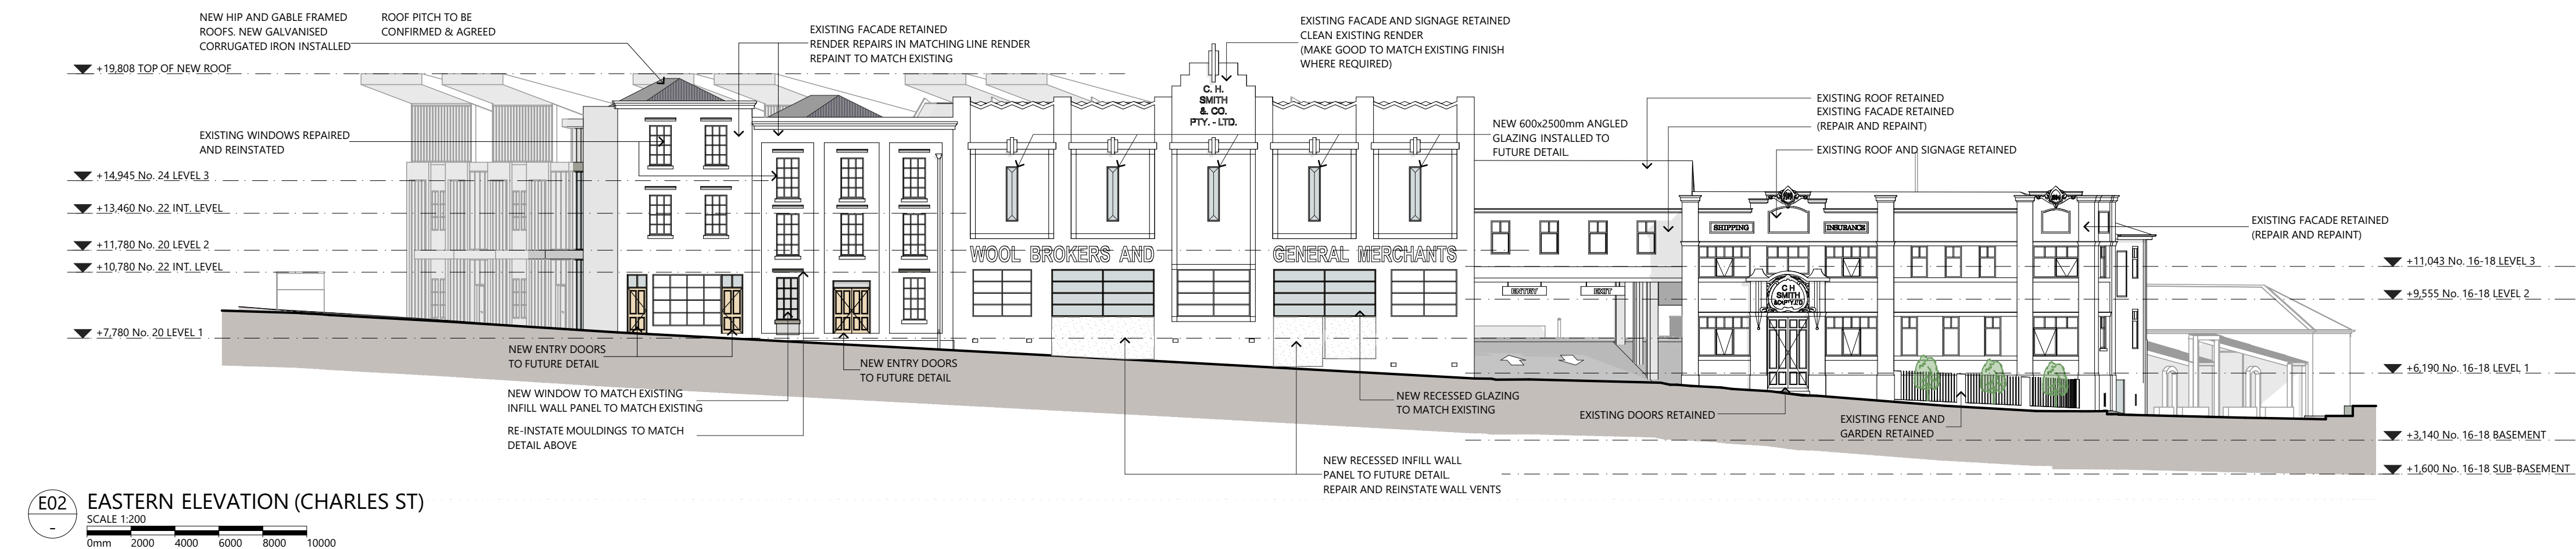 NEW HIP AND GABLE FRAMED
ROOFS. NEW GALVANISED
CORRUGATED IRON INSTALLED
ROOF PITCH TO BE
CONFIRMED & AGREED
EXISTING FACADE RETAINED
RENDER REPAIRS IN MATCHING LINE RENDER
REPAINT TO MATCH EXISTING
EXISTING FACADE AND SIGNAGE RETAINED
CLEAN EXISTING RENDER
(MAKE GOOD TO MATCH EXISTING FINISH
WHERE REQUIRED)
+19,808 TOP OF NEW ROOF
EXISTING WINDOWS REPAIRED
AND REINSTATED
+14,945 No. 24 LEVEL 3
+13,460 No. 22 INT. LEVEL
+11,780 No. 20 LEVEL 2
+10,780 No. 22 INT. LEVEL
+7,780 No. 20 LEVEL 1
C. H.
SMITH
& CO.
PTY. - LTD.
NEW 600x2500mm ANGLED
GLAZING INSTALLED TO
FUTURE DETAIL.
EXISTING ROOF RETAINED
EXISTING FACADE RETAINED
(REPAIR AND REPAINT)
EXISTING ROOF AND SIGNAGE RETAINED
EXISTING FACADE RETAINED
(REPAIR AND REPAINT)
WOOL BROKERS AND
GENERAL MERCHANTS
SHIPPING
INSURANCE
ENTRY
EXIT
C H
SMITH
& CO PTY LTD
+11,043 No. 16-18 LEVEL 3
+9,555 No. 16-18 LEVEL 2
+6,190 No. 16-18 LEVEL 1
+3,140 No. 16-18 BASEMENT
+1,600 No. 16-18 SUB-BASEMENT
NEW ENTRY DOORS
TO FUTURE DETAIL
NEW ENTRY DOORS
TO FUTURE DETAIL
NEW WINDOW TO MATCH EXISTING
INFILL WALL PANEL TO MATCH EXISTING
RE-INSTATE MOULDINGS TO MATCH
DETAIL ABOVE
NEW RECESSED GLAZING
TO MATCH EXISTING
EXISTING DOORS RETAINED
EXISTING FENCE AND
GARDEN RETAINED
NEW RECESSED INFILL WALL
PANEL TO FUTURE DETAIL.
REPAIR AND REINSTATE WALL VENTS
E02
-
EASTERN ELEVATION (CHARLES ST)
SCALE 1:200
0mm 2000 4000 6000 8000 10000